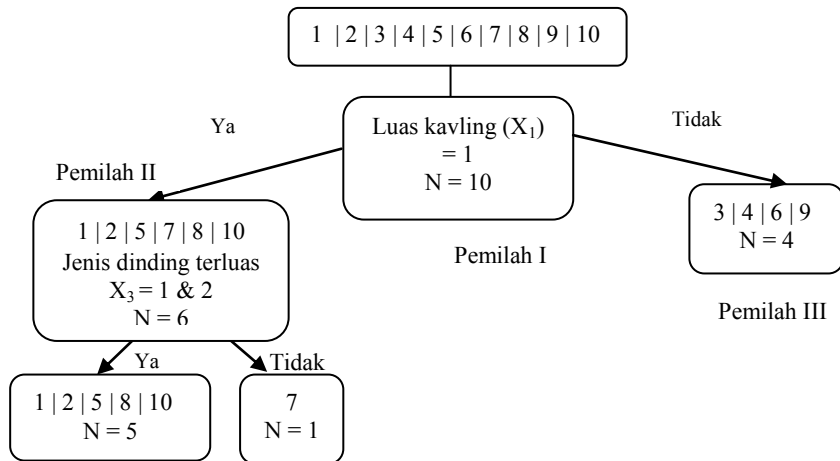 1 | 2 | 3 | 4 | 5 | 6 | 7 | 8 | 9 | 10
Ya
Luas kavling (X₁)
= 1
N = 10
Tidak
Pemilah II
1 | 2 | 5 | 7 | 8 | 10
Jenis dinding terluas
X₃ = 1 & 2
N = 6
Pemilah I
3 | 4 | 6 | 9
N = 4
Pemilah III
Ya
Tidak
1 | 2 | 5 | 8 | 10
N = 5
7
N = 1